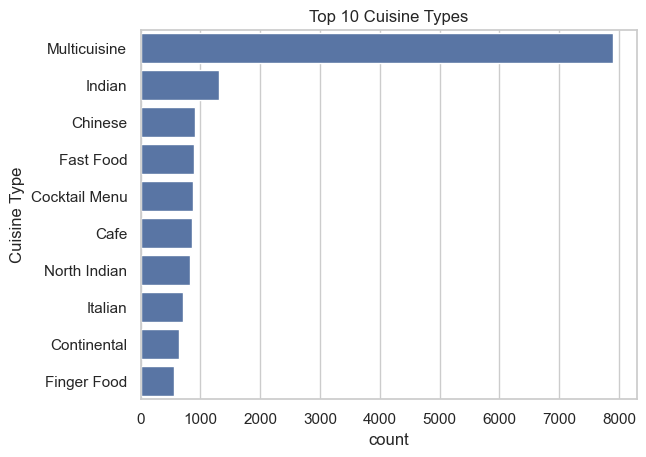 Top 10 Cuisine Types
Cuisine Type
Multicuisine
Indian
Chinese
Fast Food
Cocktail Menu
Cafe
North Indian
Italian
Continental
Finger Food
0 1000 2000 3000 4000 5000 6000 7000 8000
count